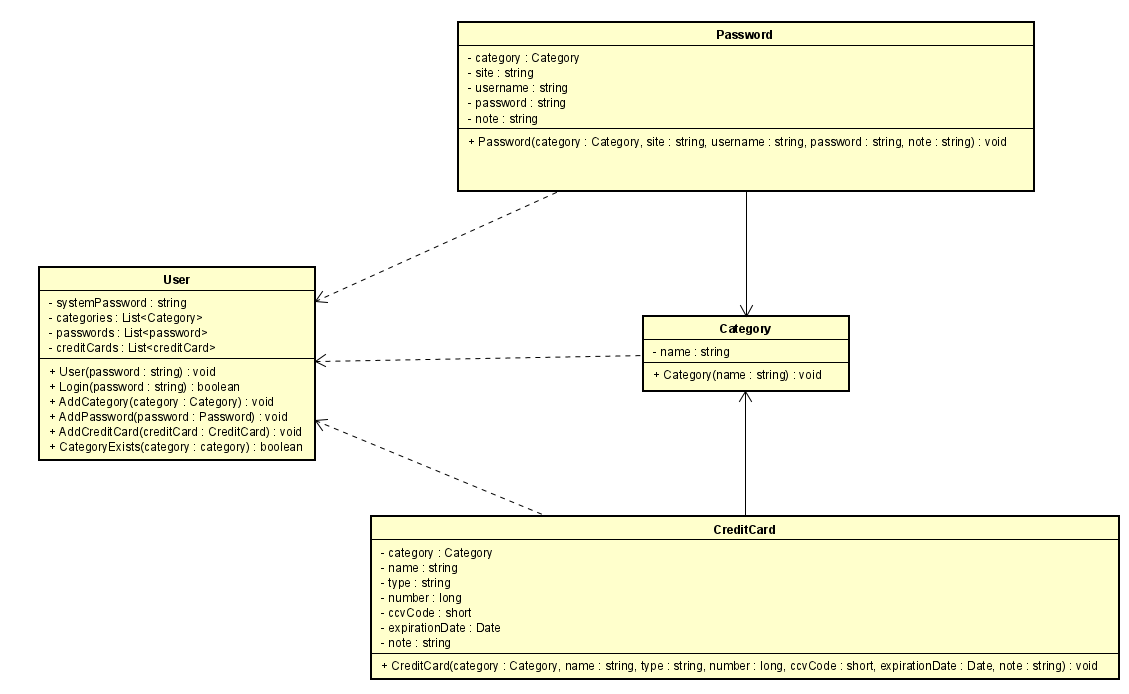 Password
- category : Category
- site : string
- username : string
- password : string
- note : string
+ Password(category : Category, site : string, username : string, password : string, note : string) : void
User
- systemPassword : string
- categories : List<Category>
- passwords : List<password>
- creditCards : List<creditCard>
+ User(password : string) : void
+ Login(password : string) : boolean
+ AddCategory(category : Category) : void
+ AddPassword(password : Password) : void
+ AddCreditCard(creditCard : CreditCard) : void
+ CategoryExists(category : category) : boolean
Category
- name : string
+ Category(name : string) : void
CreditCard
- category : Category
- name : string
- type : string
- number : long
- ccvCode : short
- expirationDate : Date
- note : string
+ CreditCard(category : Category, name : string, type : string, number : long, ccvCode : short, expirationDate : Date, note : string) : void